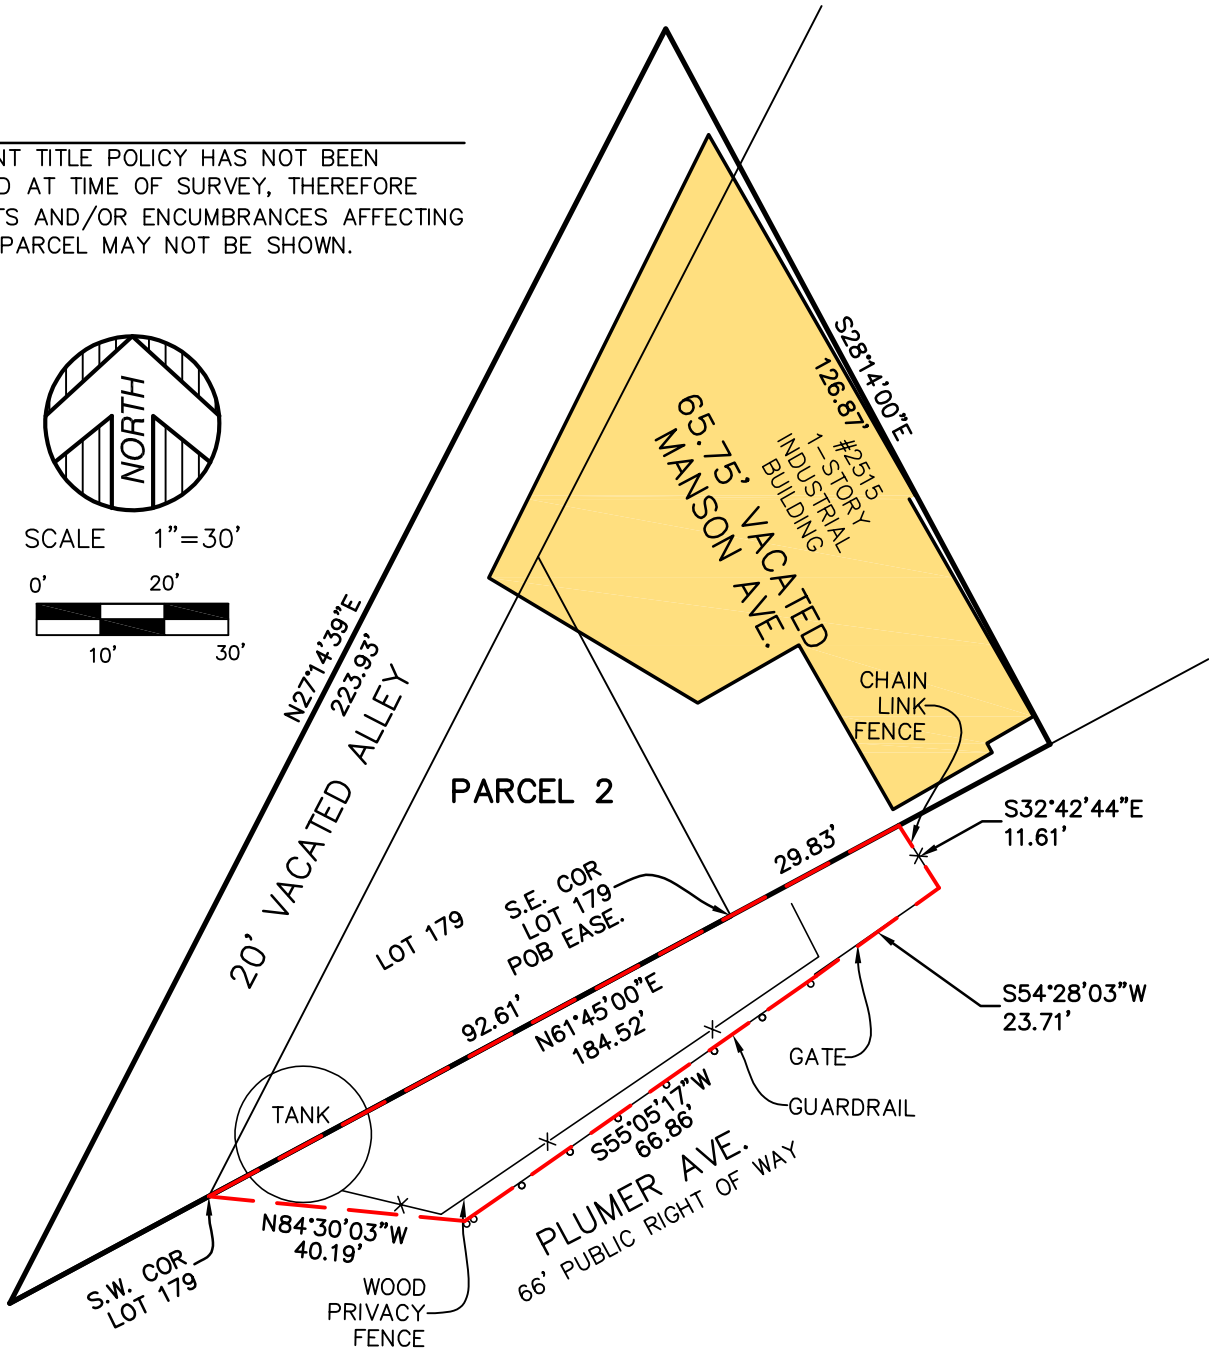 NT TITLE POLICY HAS NOT BEEN
D AT TIME OF SURVEY, THEREFORE
TS AND/OR ENCUMBRANCES AFFECTING
PARCEL MAY NOT BE SHOWN.
NORTH
SCALE 1"=30'
0' 20'
10' 30'
S28°14'00"E
126.87'
#2515
1-STORY
INDUSTRIAL
BUILDING
65.75' VACATED
MANSON AVE.
N27°14'39"E
223.93'
20' VACATED ALLEY
CHAIN
LINK
FENCE
PARCEL 2
S32°42'44"E
11.61'
29.83'
S.E. COR
LOT 179
POB EASE.
LOT 179
92.61'
N61°45'00"E
184.52'
S54°28'03"W
23.71'
GATE
GUARDRAIL
TANK
S55°05'17"W
66.86'
PLUMER AVE.
66' PUBLIC RIGHT OF WAY
N84°30'03"W
40.19'
S.W. COR
LOT 179
WOOD
PRIVACY
FENCE